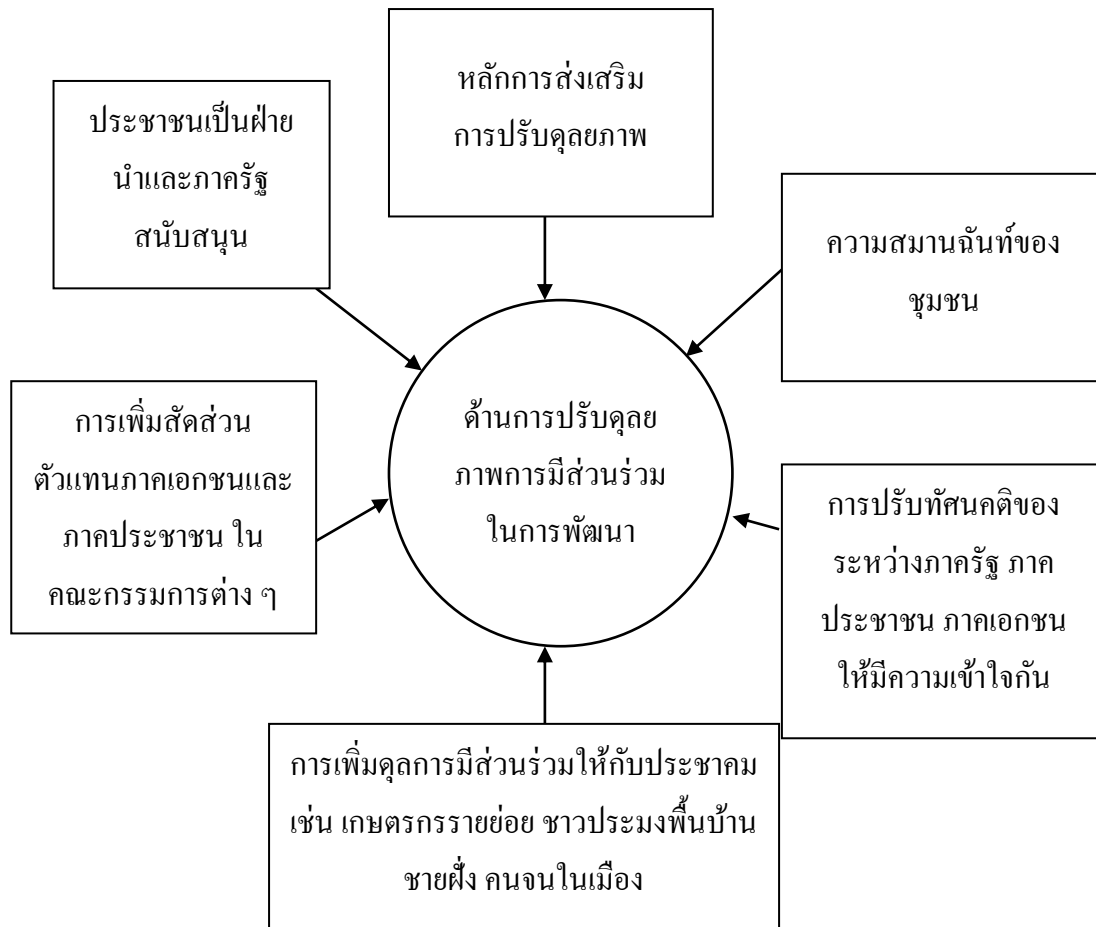 หลักการส่งเสริม
การปรับดุลยภาพ
ประชาชนเป็นฝ่าย
นำและภาครัฐ
สนับสนุน
ความสมานฉันท์ของ
ชุมชน
ด้านการปรับดุลย
ภาพการมีส่วนร่วม
ในการพัฒนา
การเพิ่มสัดส่วน
ตัวแทนภาคเอกชนและ
ภาคประชาชน ใน
คณะกรรมการต่าง ๆ
การปรับทัศนคติของ
ระหว่างภาครัฐ ภาค
ประชาชน ภาคเอกชน
ให้มีความเข้าใจกัน
การเพิ่มดุลการมีส่วนร่วมให้กับประชาคม
เช่น เกษตรกรรายย่อย ชาวประมงพื้นบ้าน
ชายฝั่ง คนจนในเมือง